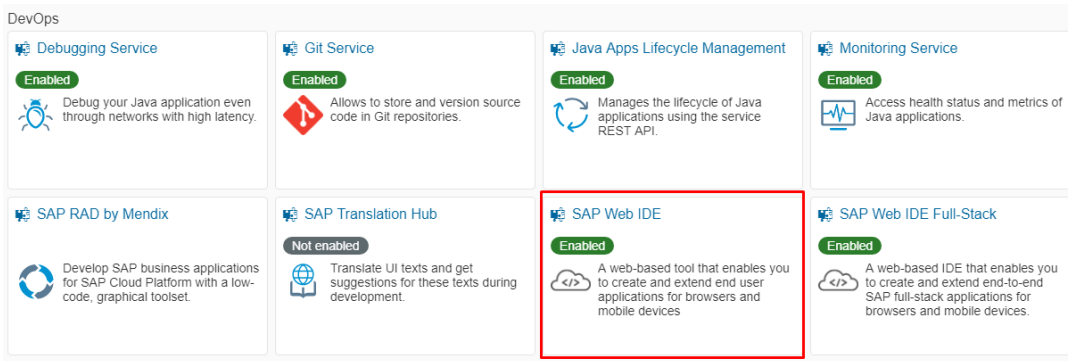 DevOps
Debugging Service
Enabled
Debug your Java application even
through networks with high latency.
Git Service
Enabled
Allows to store and version source
code in Git repositories.
Java Apps Lifecycle Management
Enabled
Manages the lifecycle of Java
applications using the service
REST API.
Monitoring Service
Enabled
Access health status and metrics of
Java applications.
SAP RAD by Mendix
Develop SAP business applications
for SAP Cloud Platform with a low-
code, graphical toolset.
SAP Translation Hub
Not enabled
Translate UI texts and get
suggestions for these texts during
development.
SAP Web IDE
Enabled
A web-based tool that enables you
to create and extend end user
applications for browsers and
mobile devices
SAP Web IDE Full-Stack
Enabled
A web-based IDE that enables you
to create and extend end-to-end
SAP full-stack applications for
browsers and mobile devices.